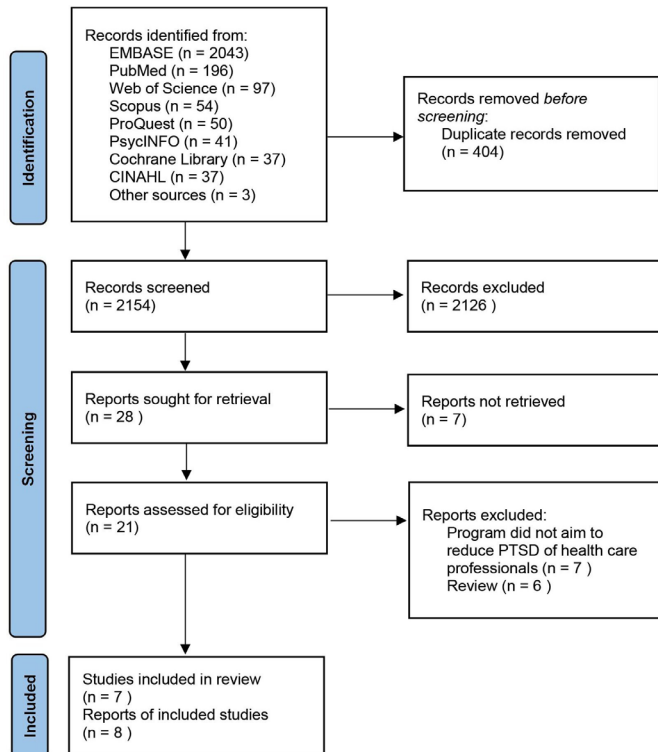 Identification
Records identified from:
EMBASE (n = 2043)
PubMed (n = 196)
Web of Science (n = 97)
Scopus (n = 54)
ProQuest (n = 50)
PsycINFO (n = 41)
Cochrane Library (n = 37)
CINAHL (n = 37)
Other sources (n = 3)
Records removed before
screening:
Duplicate records removed
(n = 404)
Screening
Records screened
(n = 2154)
Records excluded
(n = 2126 )
Reports sought for retrieval
(n = 28 )
Reports not retrieved
(n = 7)
Reports assessed for eligibility
(n = 21)
Reports excluded:
Program did not aim to
reduce PTSD of health care
professionals (n = 7 )
Review (n = 6 )
Included
Studies included in review
(n = 7 )
Reports of included studies
(n = 8 )